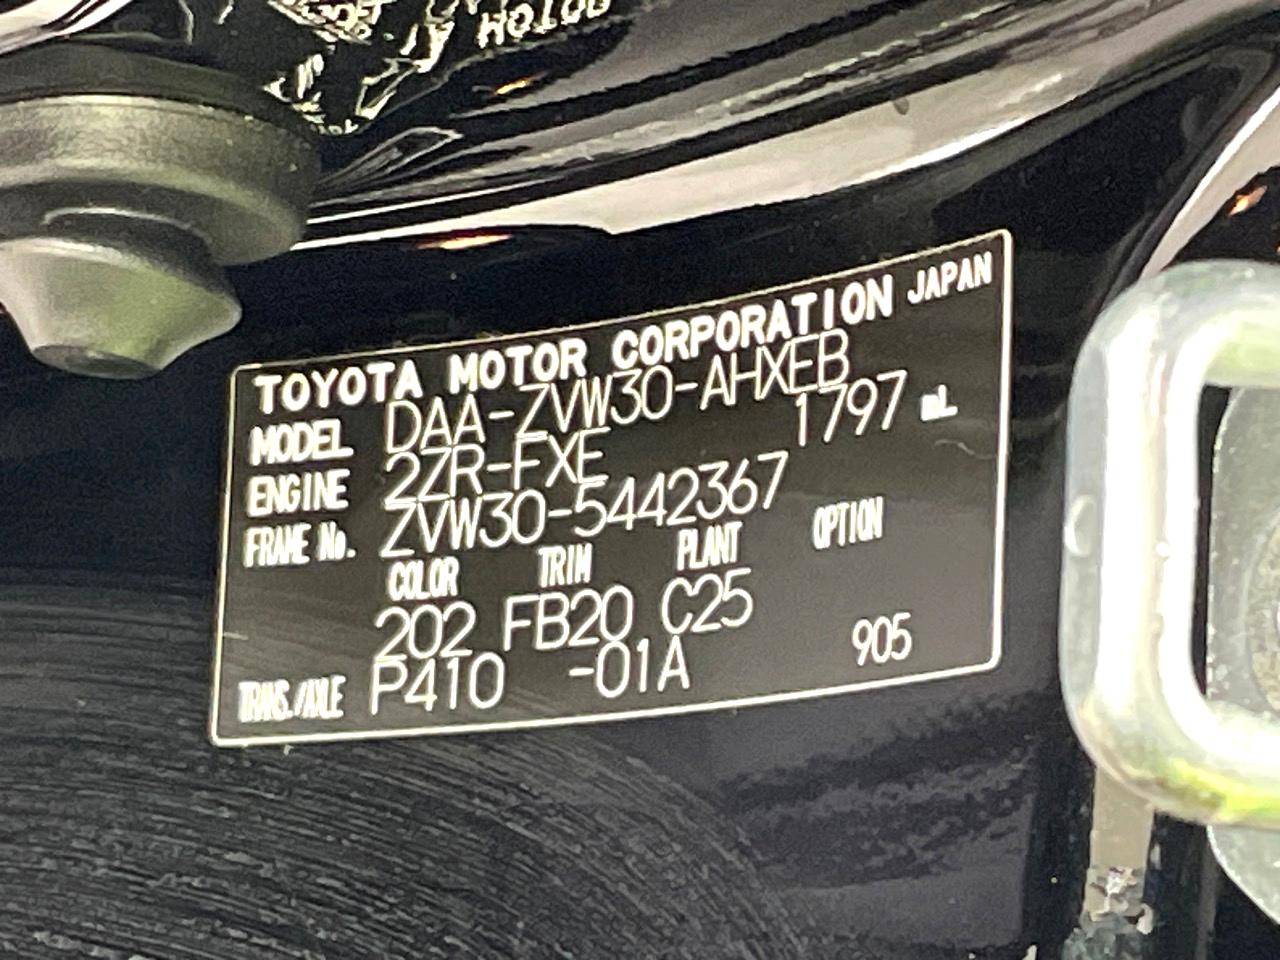 MOTOR
TOYOTA MOTOR CORPORATION JAPAN
MODEL DAA-ZVW30-AHXEB
ENGINE 2ZR-FXE 1797 mL
FRAME No. ZVW30-5442367
COLOR TRIM PLANT OPTION
202 FB20 C25
TRANS./AXLE P410 -01A 905